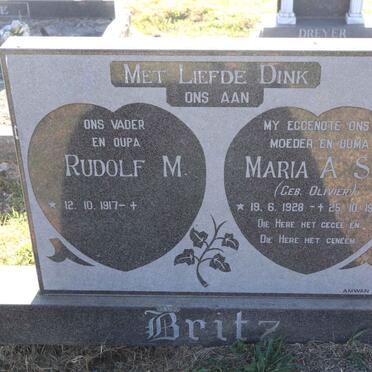 DREYER
MET LIEFDE DINK
ONS AAN
ONS VADER
EN OUPA
RUDOLF M.
* 12. 10. 1917- +
MY EGGENOTE ONS
MOEDER EN OUMA
MARIA A. S.
(GEB. OLIVIER)
* 19. 6. 1928 - + 25. 10. 19
DIE HERE HET GEGEE EN
DIE HERE HET GENEEM
AMWAN
Britz